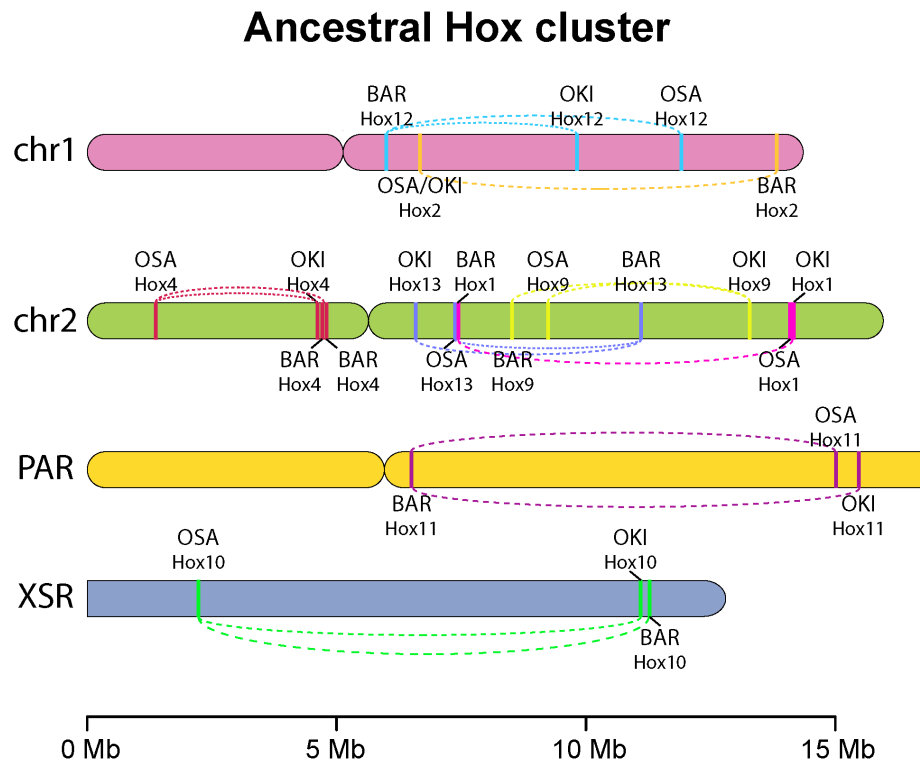 Ancestral Hox cluster
BAR OKI OSA
Hox12 Hox12 Hox12
chr1
OSA/OKI BAR
Hox2 Hox2
OSA OKI OKI BAR OSA BAR OKI OKI
Hox4 Hox4 Hox13 Hox1 Hox9 Hox13 Hox9 Hox1
chr2
BAR BAR OSA BAR OSA
Hox4 Hox4 Hox13 Hox9 Hox1
OSA
Hox11
PAR
BAR OKI
Hox11 Hox11
OSA OKI
Hox10 Hox10
XSR
BAR
Hox10
0 Mb 5 Mb 10 Mb 15 Mb